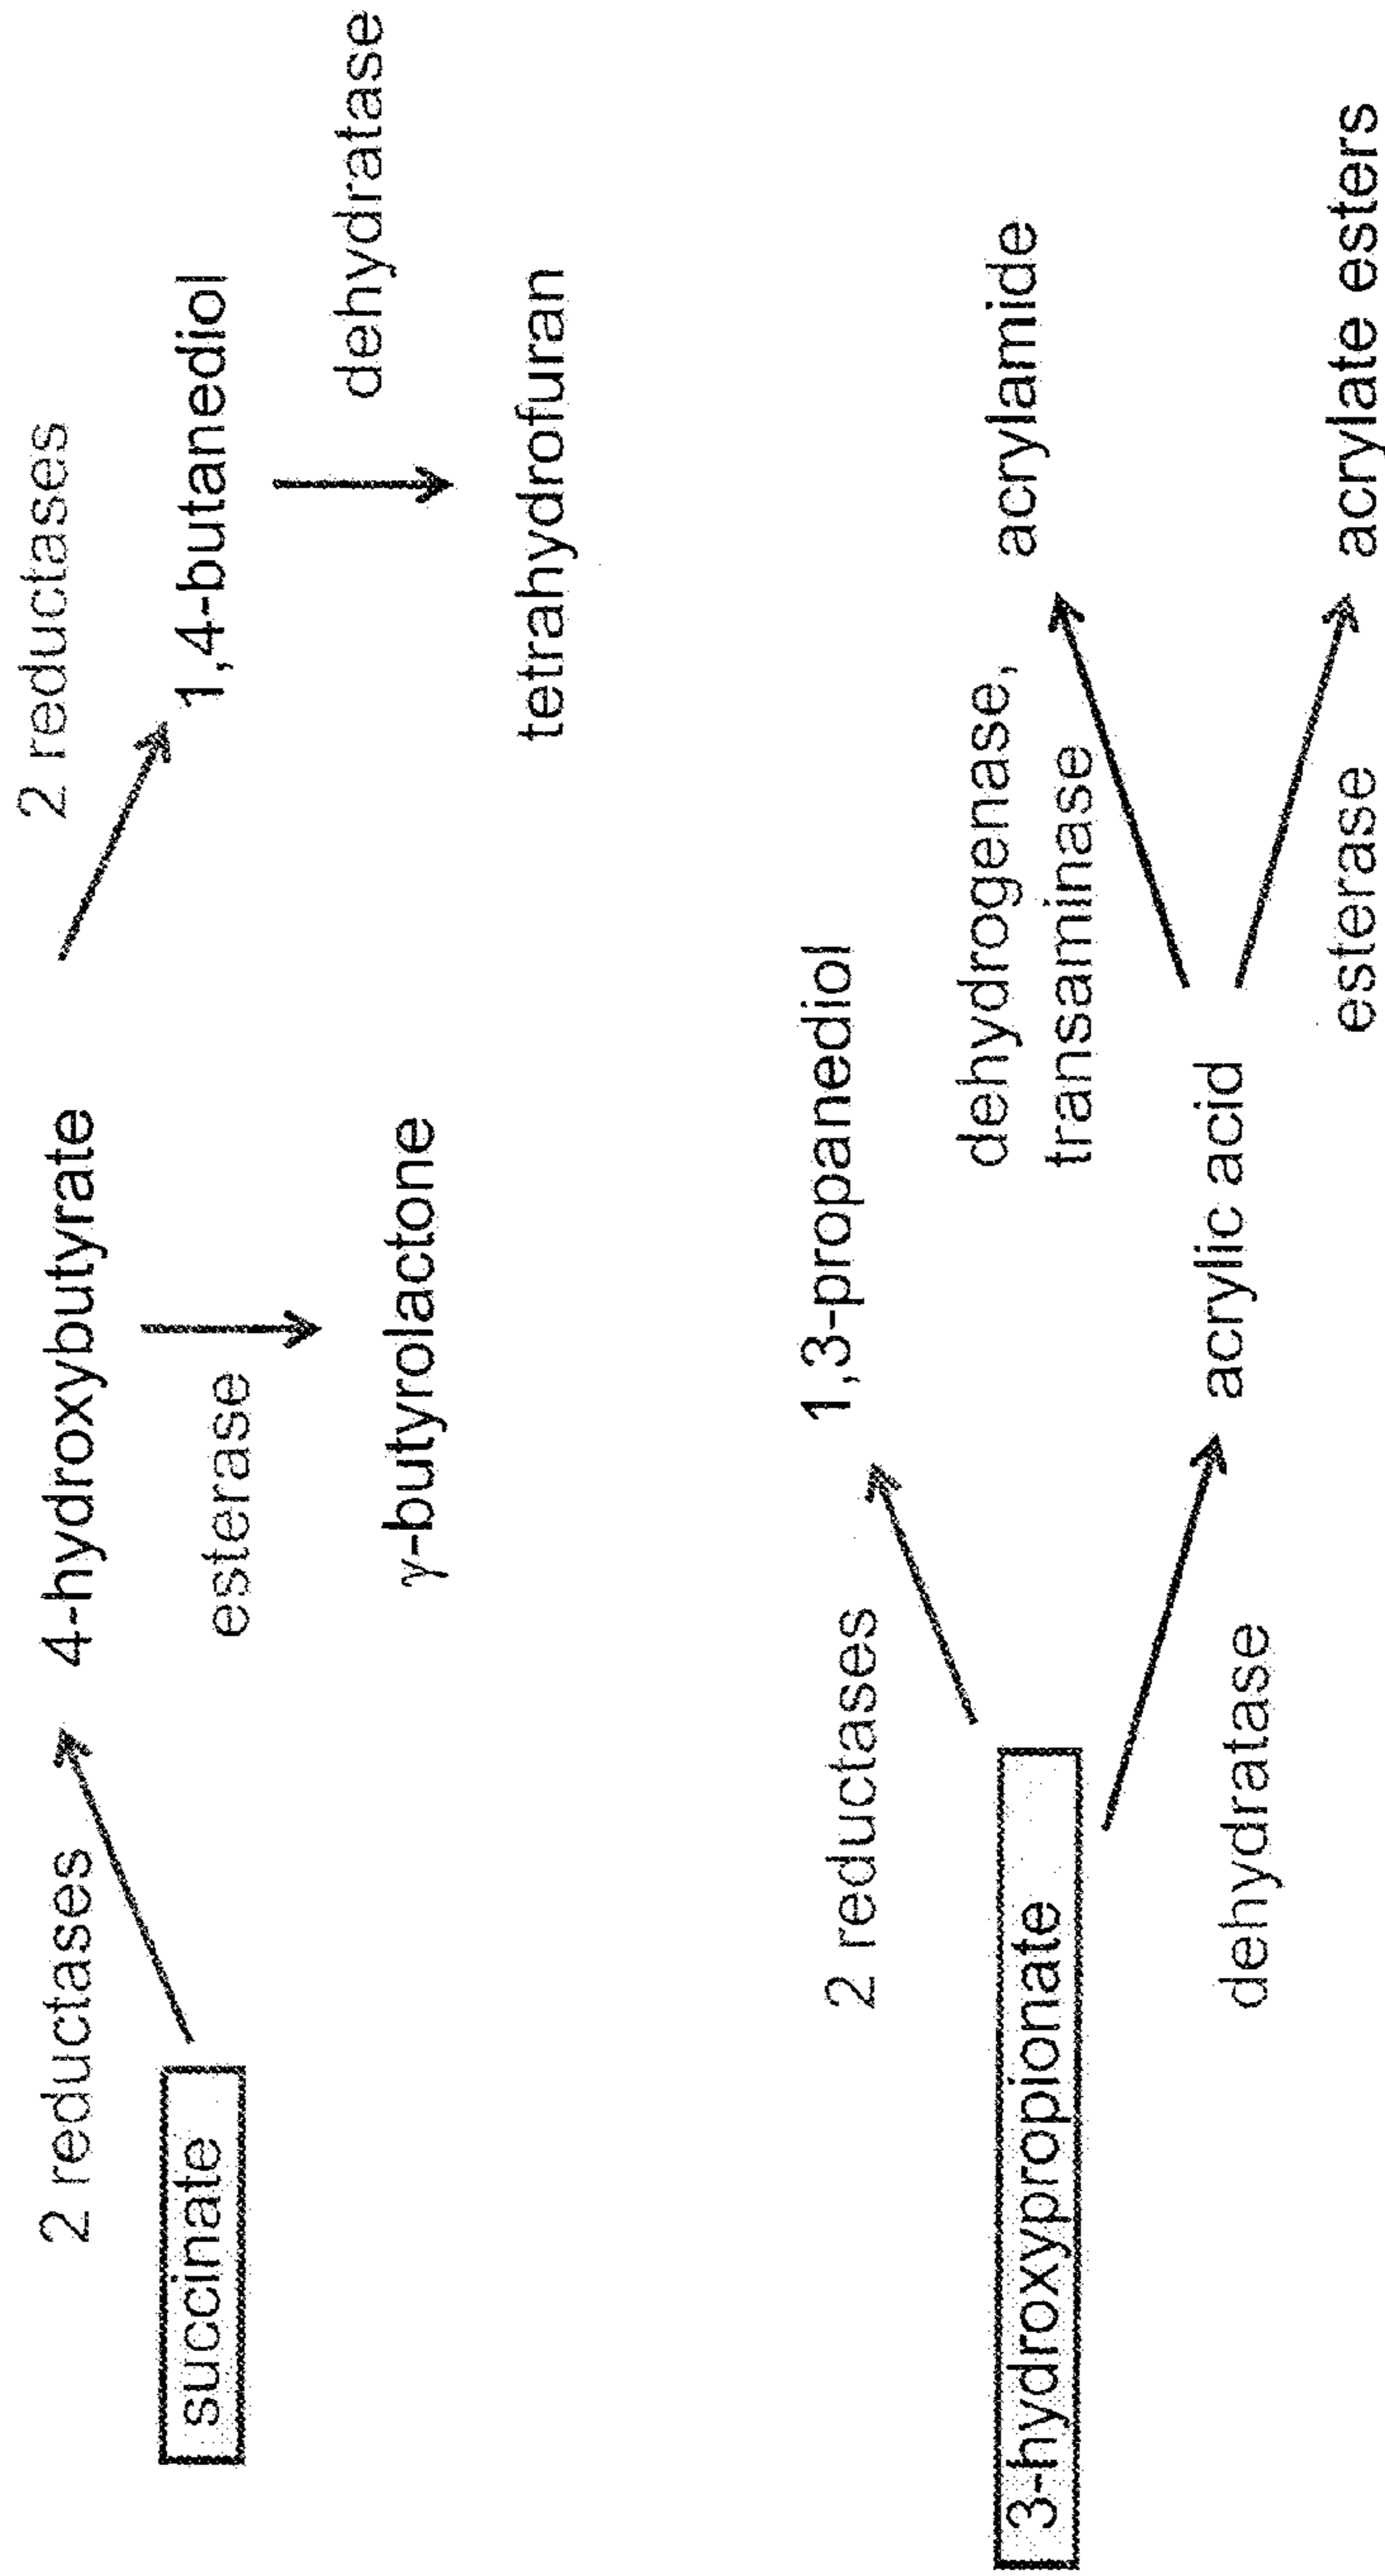 2 reductases
2 reductases
4-hydroxybutyrate
succinate
1,4-butanediol
esterase
dehydratase
γ-butyrolactone
tetrahydrofuran
2 reductases
1,3-propanediol
3-hydroxypropionate
dehydrogenase,
transaminase
acrylamide
dehydratase
acrylic acid
esterase
acrylate esters